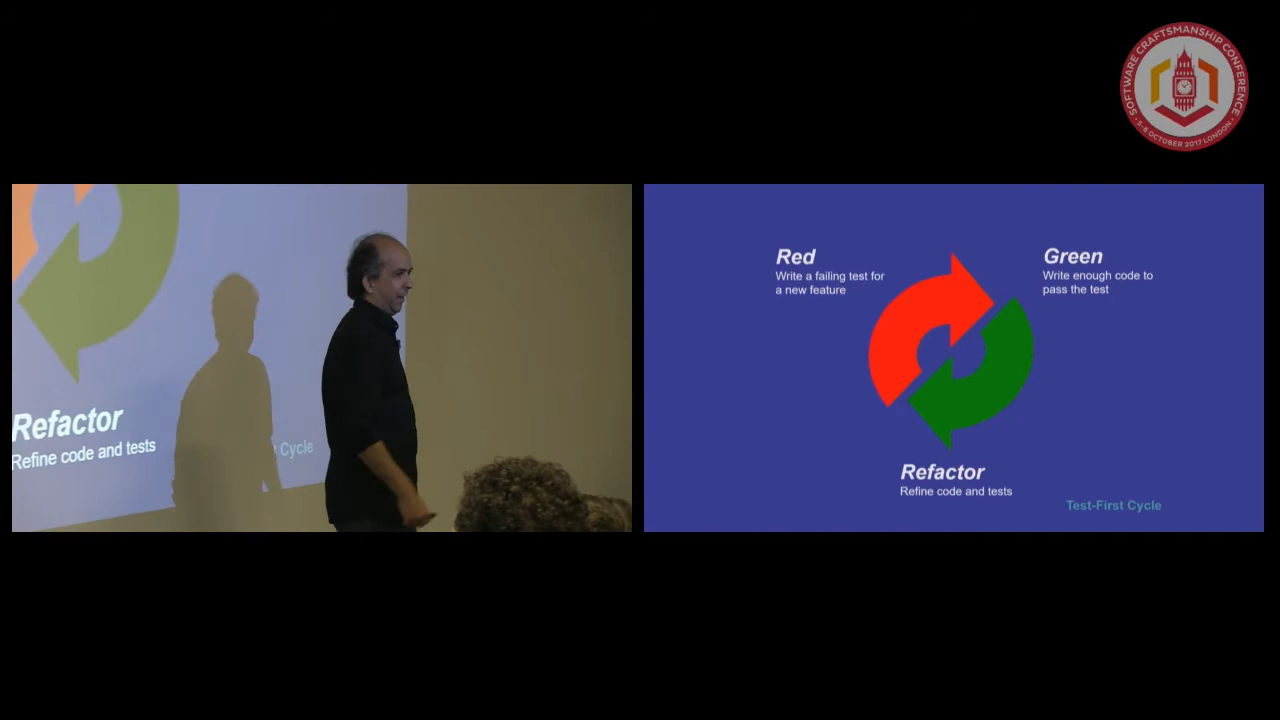 SOFTWARE CRAFTSMANSHIP CONFERENCE
5-6 OCTOBER 2017 LONDON
Refactor
Refine code and tests
Cycle
Red
Write a failing test for
a new feature
Green
Write enough code to
pass the test
Refactor
Refine code and tests
Test-First Cycle